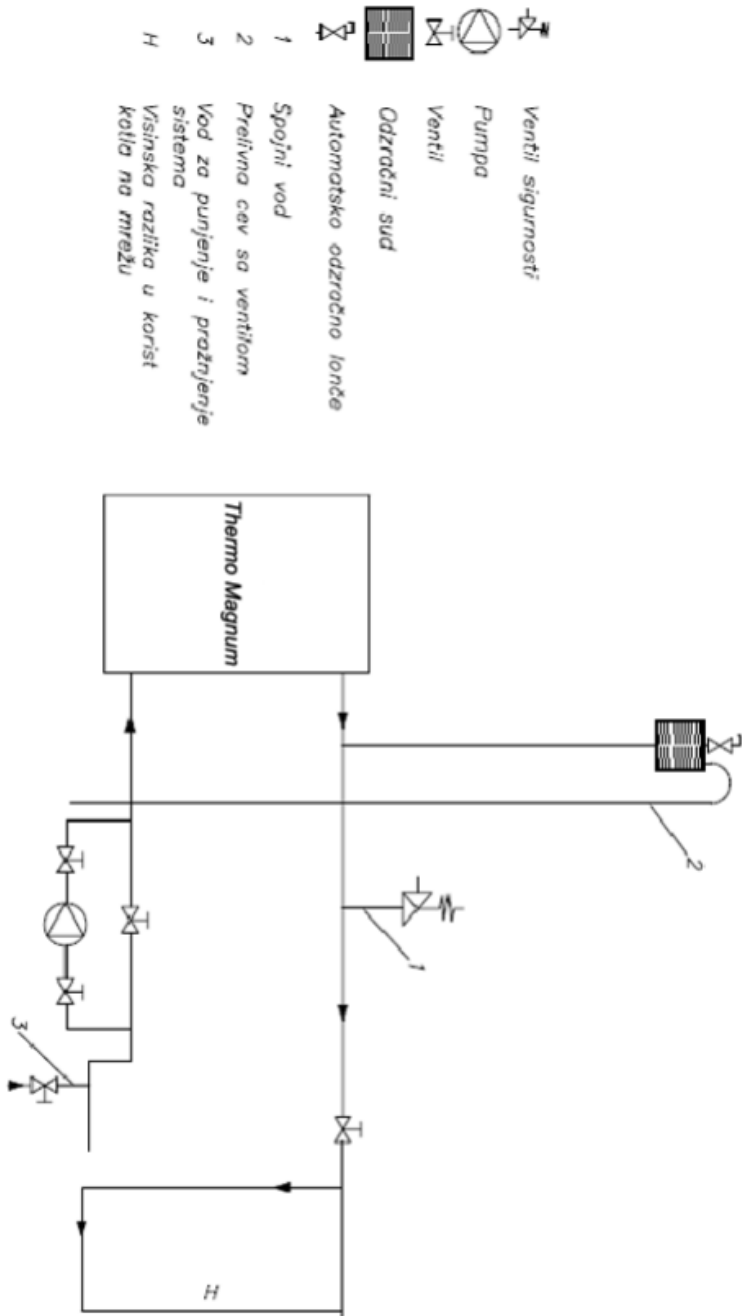 Ventil sigurnosti
Pumpa
Ventil
Odzračni sud
Automatsko odzračno lonče
1 Spojni vod
2 Prelivna cev sa ventilom
3 Vod za punjenje i pražnjenje
sistema
H Visinska razlika u korist
kotla na mrežu
Thermo Magnum
2
1
3
H